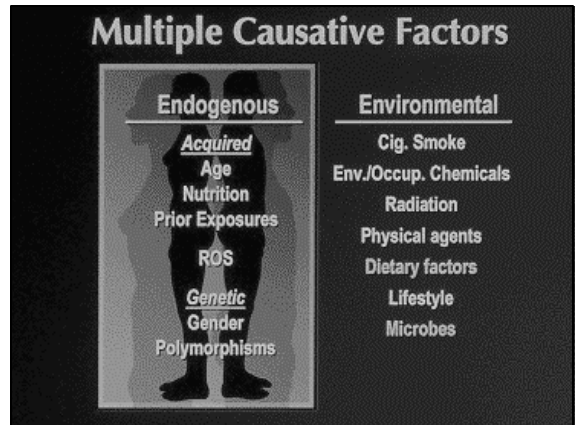 Multiple Causative Factors
Endogenous
Acquired
Age
Nutrition
Prior Exposures
ROS
Genetic
Gender
Polymorphisms
Environmental
Cig. Smoke
Env./Occup. Chemicals
Radiation
Physical agents
Dietary factors
Lifestyle
Microbes